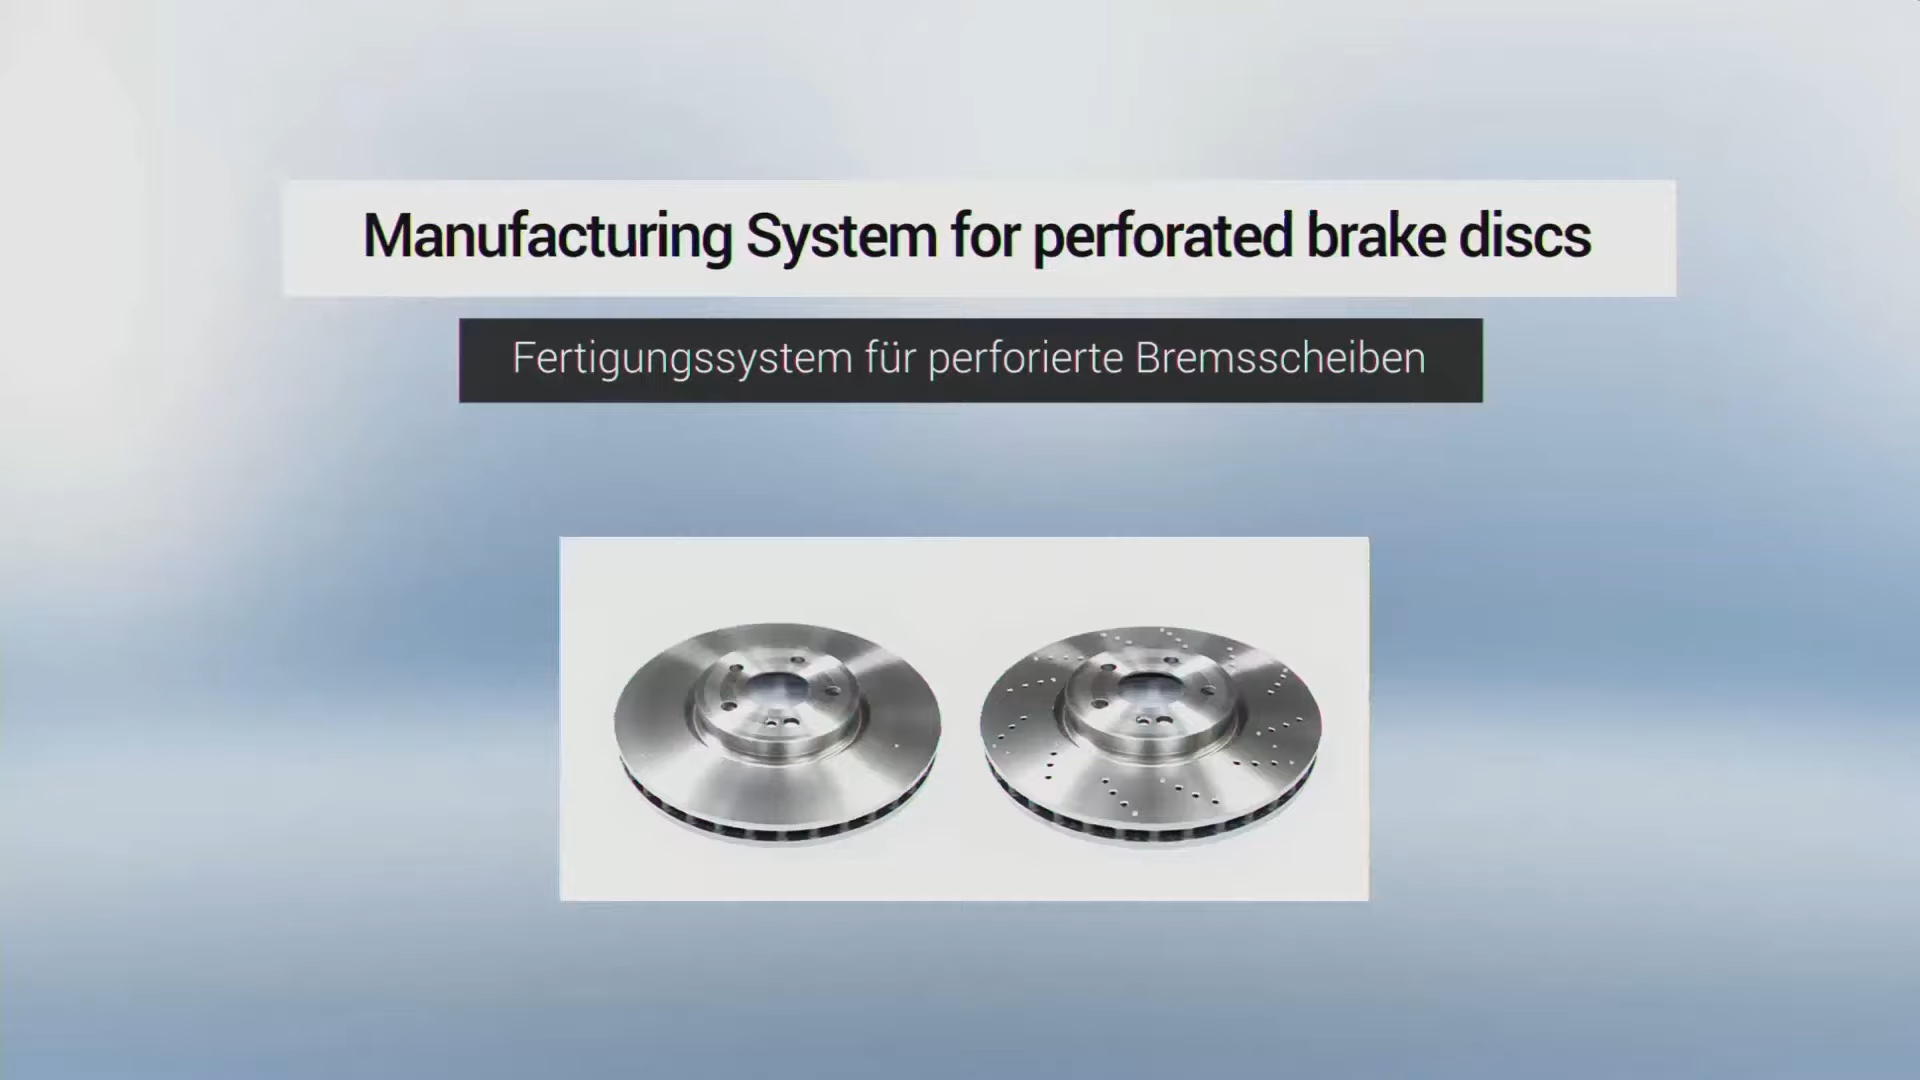 Manufacturing System for perforated brake discs
Fertigungssystem für perforierte Bremsscheiben